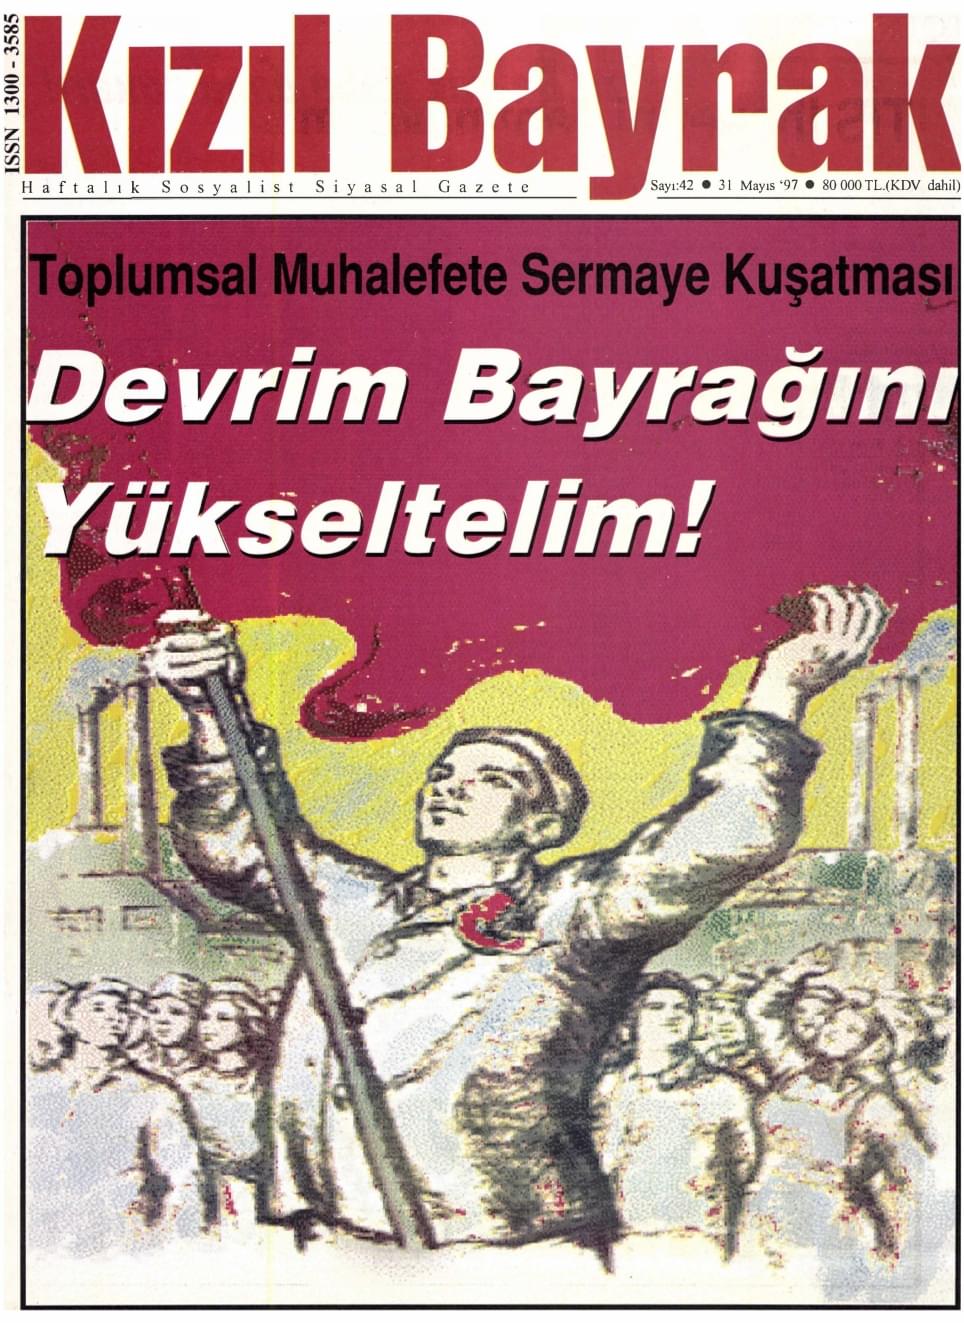 ISSN 1300 - 3585
Kızıl Bayrak
Haftalık Sosyalist Siyasal Gazete
Sayı:42 ● 31 Mayıs ‘97 ● 80 000 TL.(KDV dahil)
Toplumsal Muhalefete Sermaye Kuşatması
Devrim Bayrağını
Yükseltelim!